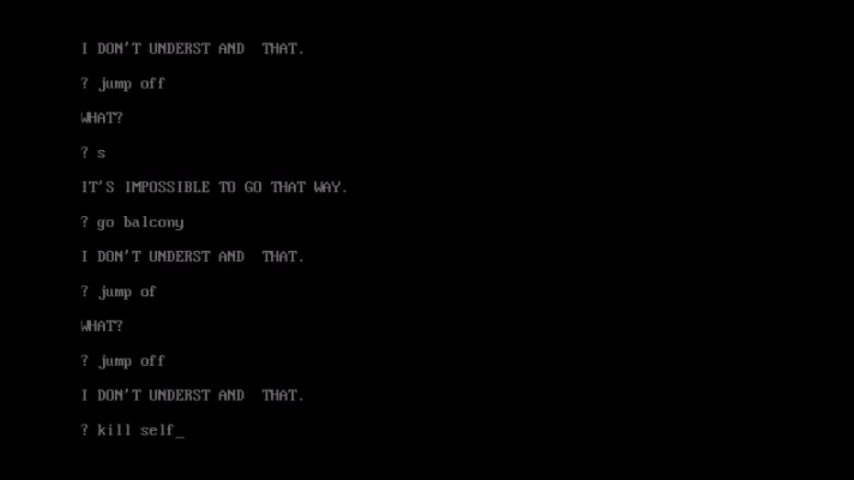 I DON'T UNDERST AND  THAT.
? jump off
WHAT?
? s
IT'S IMPOSSIBLE TO GO THAT WAY.
? go balcony
I DON'T UNDERST AND  THAT.
? jump of
WHAT?
? jump off
I DON'T UNDERST AND  THAT.
? kill self_